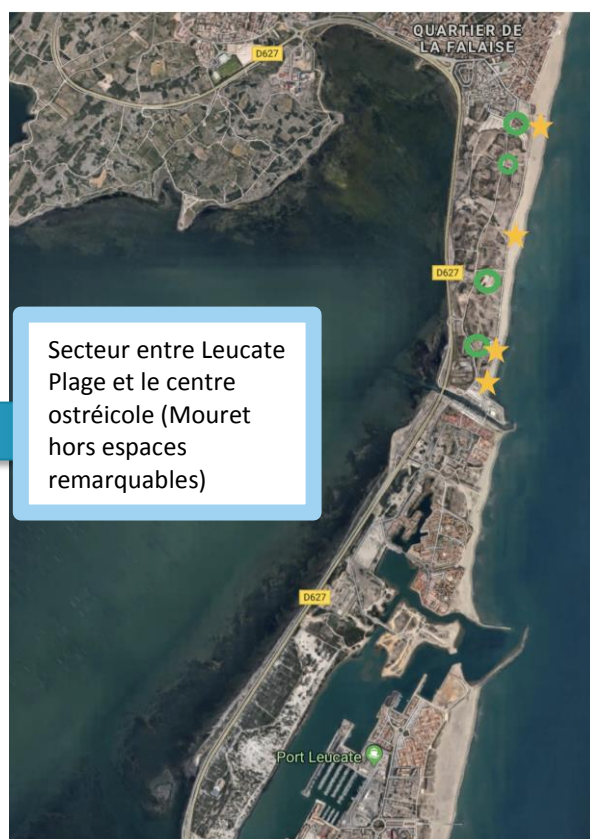 QUARTIER DE
LA FALAISE
D627
D627
Secteur entre Leucate
Plage et le centre
ostréicole (Mouret
hors espaces
remarquables)
D627
Port Leucate